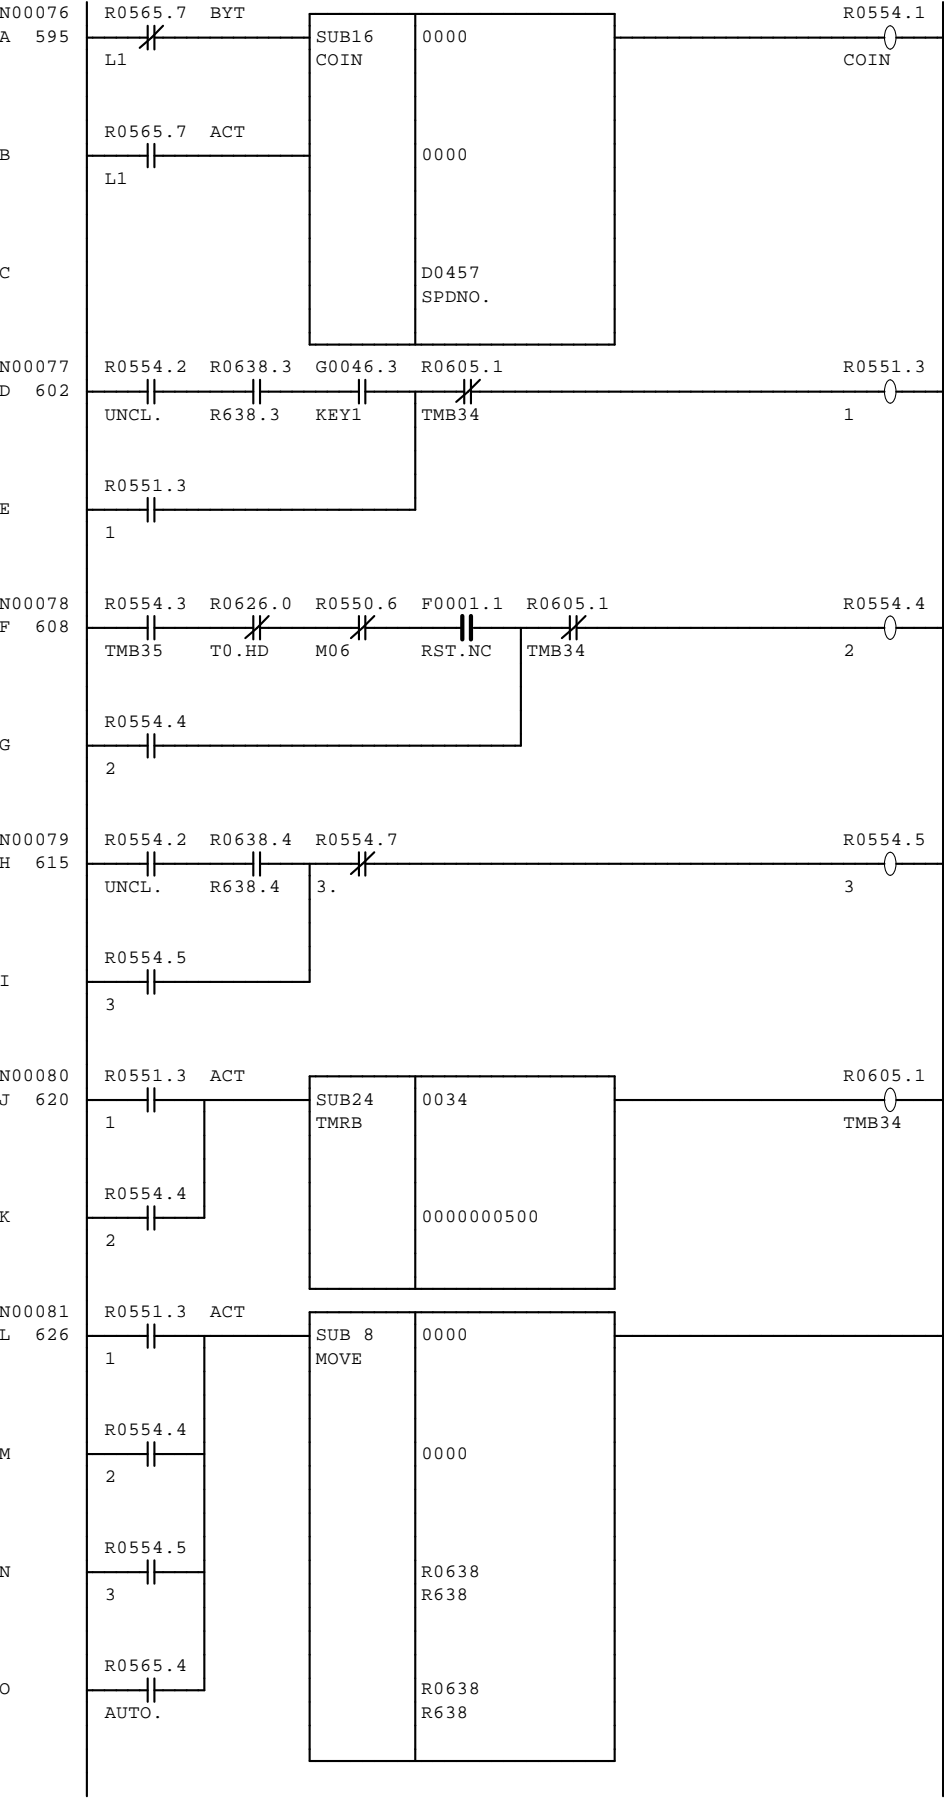 N00076 R0565.7 BYT R0554.1
A 595 SUB16 0000
L1 COIN COIN
R0565.7 ACT
B 0000
L1
C D0457
SPDNO.
N00077 R0554.2 R0638.3 G0046.3 R0605.1 R0551.3
D 602
UNCL. R638.3 KEY1 TMB34 1
R0551.3
E
1
N00078 R0554.3 R0626.0 R0550.6 F0001.1 R0605.1 R0554.4
F 608
TMB35 T0.HD M06 RST.NC TMB34 2
R0554.4
G
2
N00079 R0554.2 R0638.4 R0554.7 R0554.5
H 615
UNCL. R638.4 3. 3
R0554.5
I
3
N00080 R0551.3 ACT R0605.1
J 620 SUB24 0034
1 TMRB TMB34
R0554.4
K 0000000500
2
N00081 R0551.3 ACT
L 626 SUB 8 0000
1 MOVE
R0554.4
M 0000
2
R0554.5
N R0638
3 R638
R0565.4
O R0638
AUTO. R638